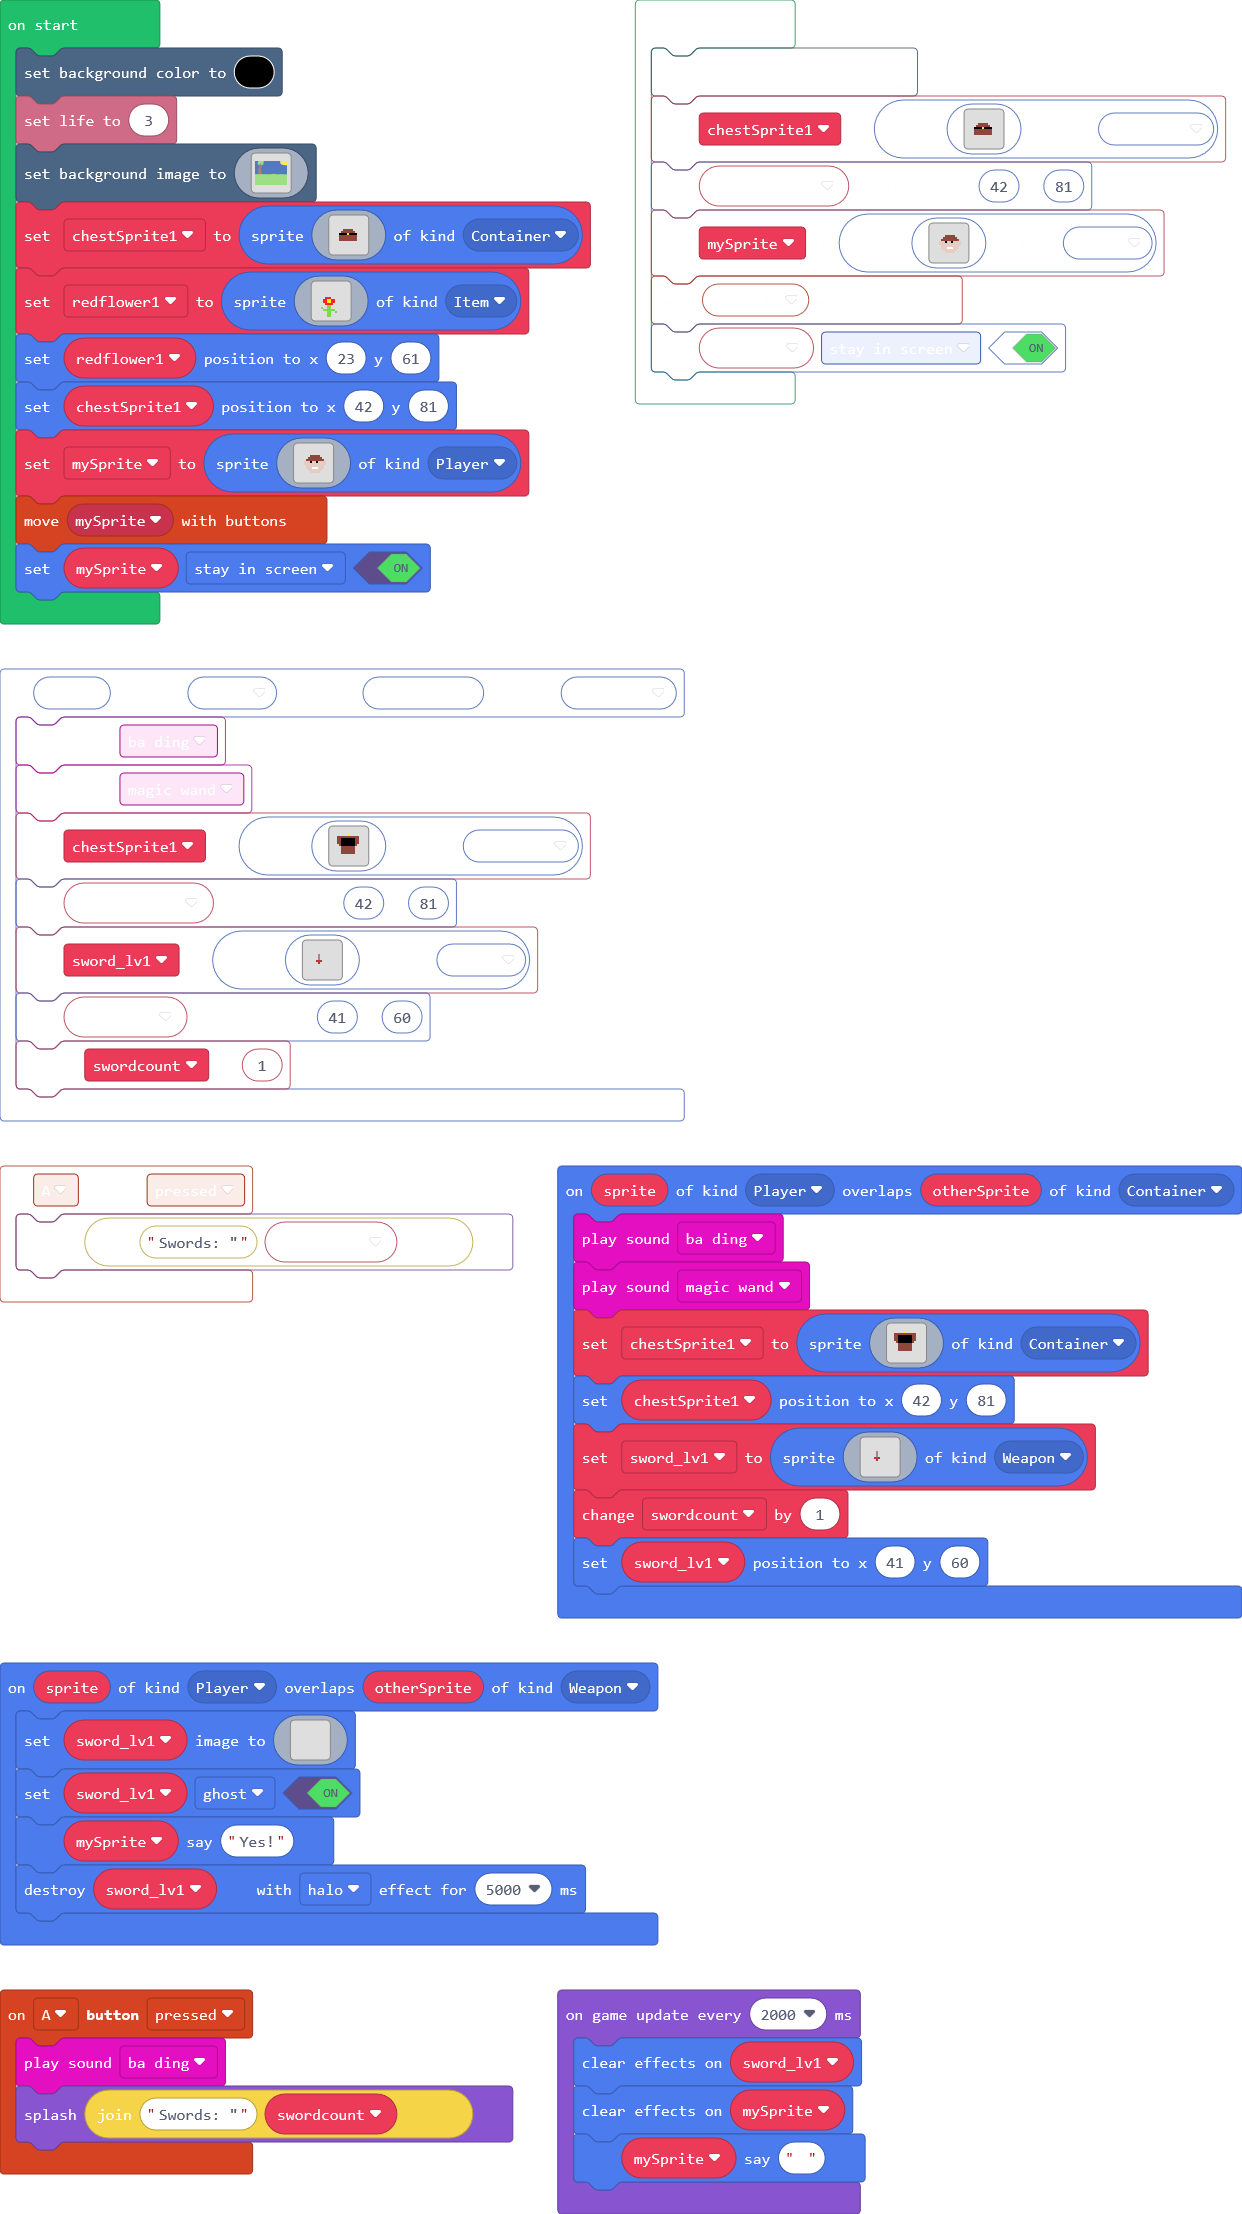 on start
set background color to
set life to 3
set background image to
set chestSprite1 to sprite of kind Container
set redflower1 to sprite of kind Item
set redflower1 position to x 23 y 61
set chestSprite1 position to x 42 y 81
set mySprite to sprite of kind Player
move mySprite with buttons
set mySprite stay in screen ON
chestSprite1
42 81
mySprite
stay in screen ON
ba ding
magic wand
chestSprite1
42 81
sword_lv1
41 60
swordcount 1
A pressed
"Swords: ""
on sprite of kind Player overlaps otherSprite of kind Container
play sound ba ding
play sound magic wand
set chestSprite1 to sprite of kind Container
set chestSprite1 position to x 42 y 81
set sword_lv1 to sprite of kind Weapon
change swordcount by 1
set sword_lv1 position to x 41 y 60
on sprite of kind Player overlaps otherSprite of kind Weapon
set sword_lv1 image to
set sword_lv1 ghost ON
mySprite say "Yes!"
destroy sword_lv1 with halo effect for 5000 ms
on A button pressed
play sound ba ding
splash join "Swords: "" swordcount
on game update every 2000 ms
clear effects on sword_lv1
clear effects on mySprite
mySprite say " "